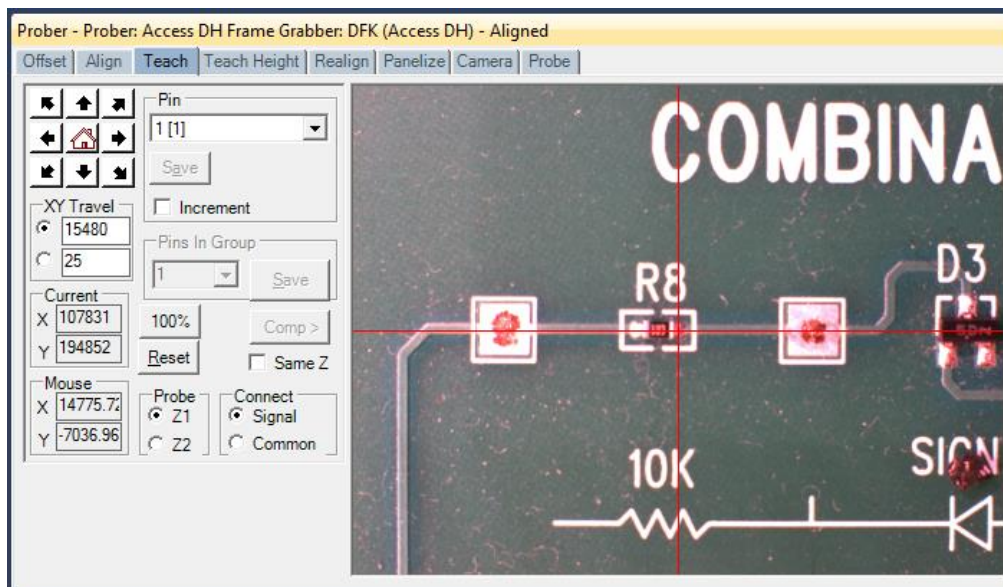 Prober - Prober: Access DH Frame Grabber: DFK (Access DH) - Aligned
Offset Align Teach Teach Height Realign Panelize Camera Probe
Pin
1 [1]
Save
Increment
XY Travel
15480
25
Pins In Group
1
Save
Current
X 107831
Y 194852
100%
Comp >
Reset
Same Z
Mouse
X 14775.72
Y -7036.96
Probe
Z1
Z2
Connect
Signal
Common
COMBINA
R8
D3
10K
SIGN